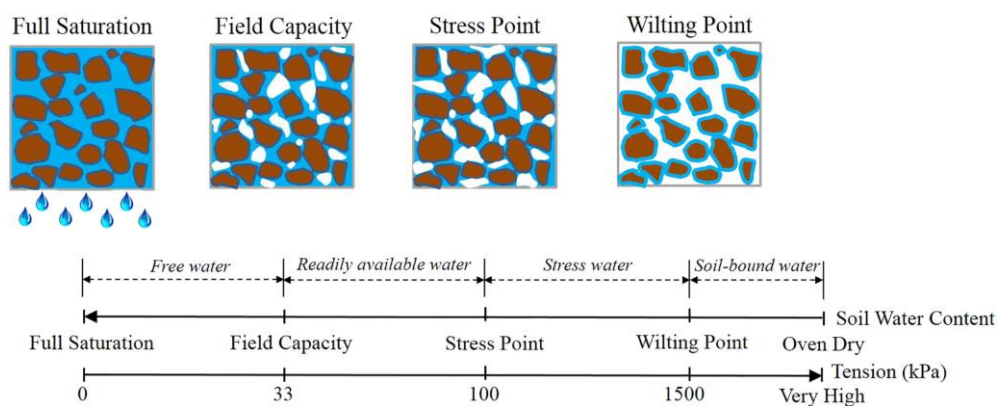 Full Saturation Field Capacity Stress Point Wilting Point
Free water Readily available water Stress water Soil-bound water
Soil Water Content
Full Saturation Field Capacity Stress Point Wilting Point Oven Dry
Tension (kPa)
0 33 100 1500 Very High